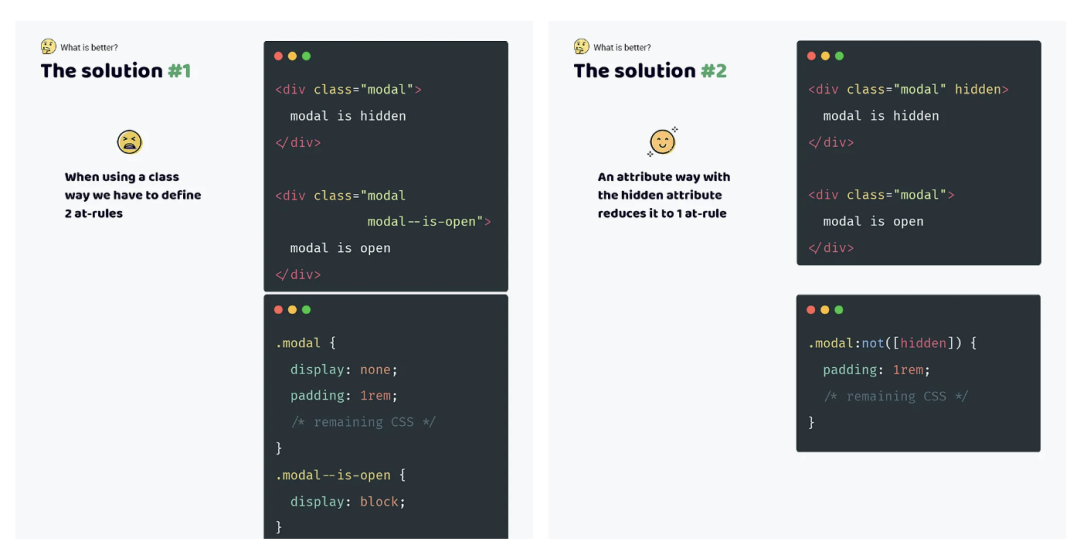 What is better?
The solution #1
When using a class
way we have to define
2 at-rules
<div class="modal">
modal is hidden
</div>
<div class="modal
modal--is-open">
modal is open
</div>
.modal {
display: none;
padding: 1rem;
/* remaining CSS */
}
.modal--is-open {
display: block;
}
What is better?
The solution #2
An attribute way with
the hidden attribute
reduces it to 1 at-rule
<div class="modal" hidden>
modal is hidden
</div>
<div class="modal">
modal is open
</div>
.modal:not([hidden]) {
padding: 1rem;
/* remaining CSS */
}